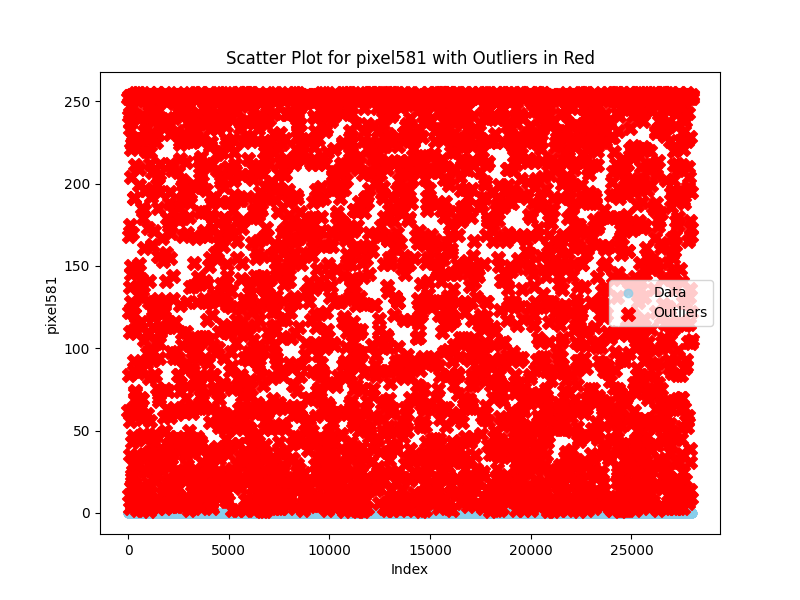 Scatter Plot for pixel581 with Outliers in Red
250
200
150
100
50
0
pixel581
Data
Outliers
0 5000 10000 15000 20000 25000
Index